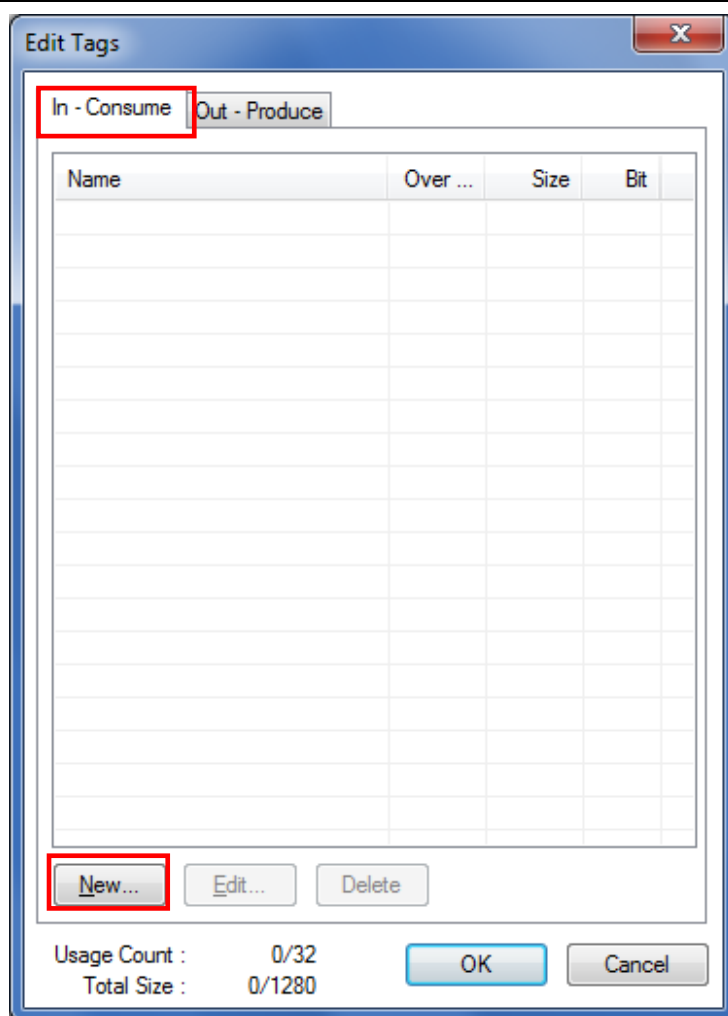 Edit Tags
In - Consume Out - Produce
Name Over ... Size Bit
New... Edit... Delete
Usage Count : 0/32 OK Cancel
Total Size : 0/1280